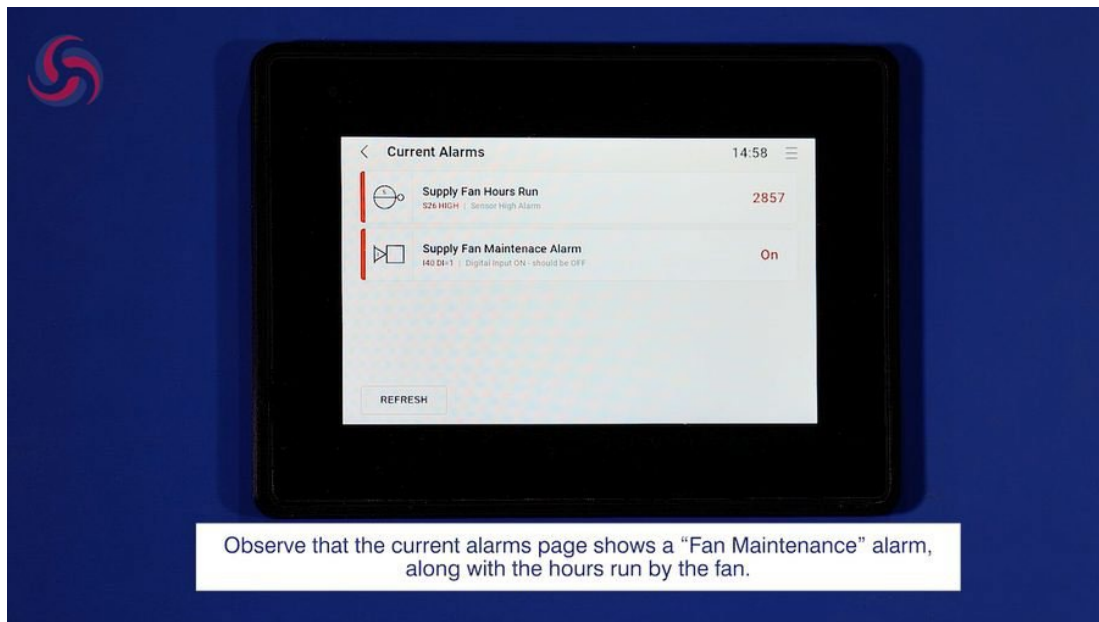 Current Alarms 14:58
Supply Fan Hours Run
S26 HIGH | Sensor High Alarm
2857
Supply Fan Maintenace Alarm
I40 DI=1 | Digital Input ON - should be OFF
On
REFRESH
Observe that the current alarms page shows a “Fan Maintenance” alarm,
along with the hours run by the fan.